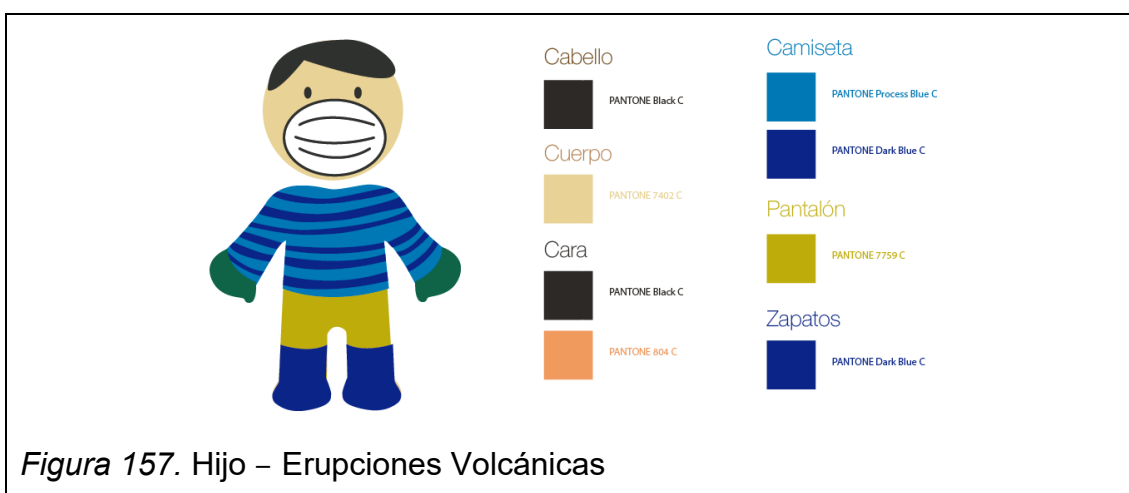 Cabello
PANTONE Black C
Cuerpo
PANTONE 7402 C
Cara
PANTONE Black C
PANTONE 804 C
Camiseta
PANTONE Process Blue C
PANTONE Dark Blue C
Pantalón
PANTONE 7759 C
Zapatos
PANTONE Dark Blue C
Figura 157. Hijo – Erupciones Volcánicas